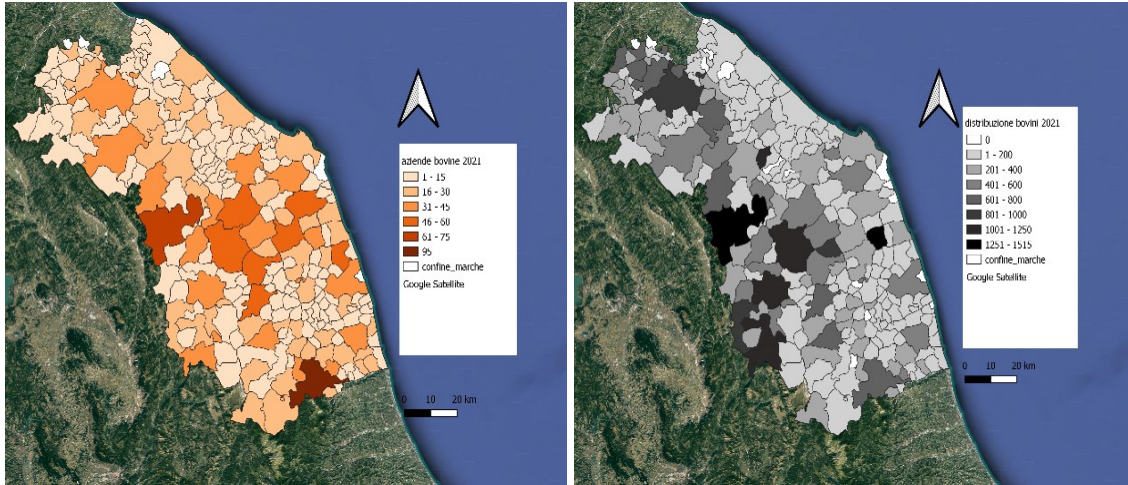 aziende bovine 2021
1 - 15
16 - 30
31 - 45
46 - 60
61 - 75
95
confine_marche
Google Satellite
0 10 20 km
distribuzione bovini 2021
0
1 - 200
201 - 400
401 - 600
601 - 800
801 - 1000
1001 - 1250
1251 - 1515
confine_marche
Google Satellite
0 10 20 km